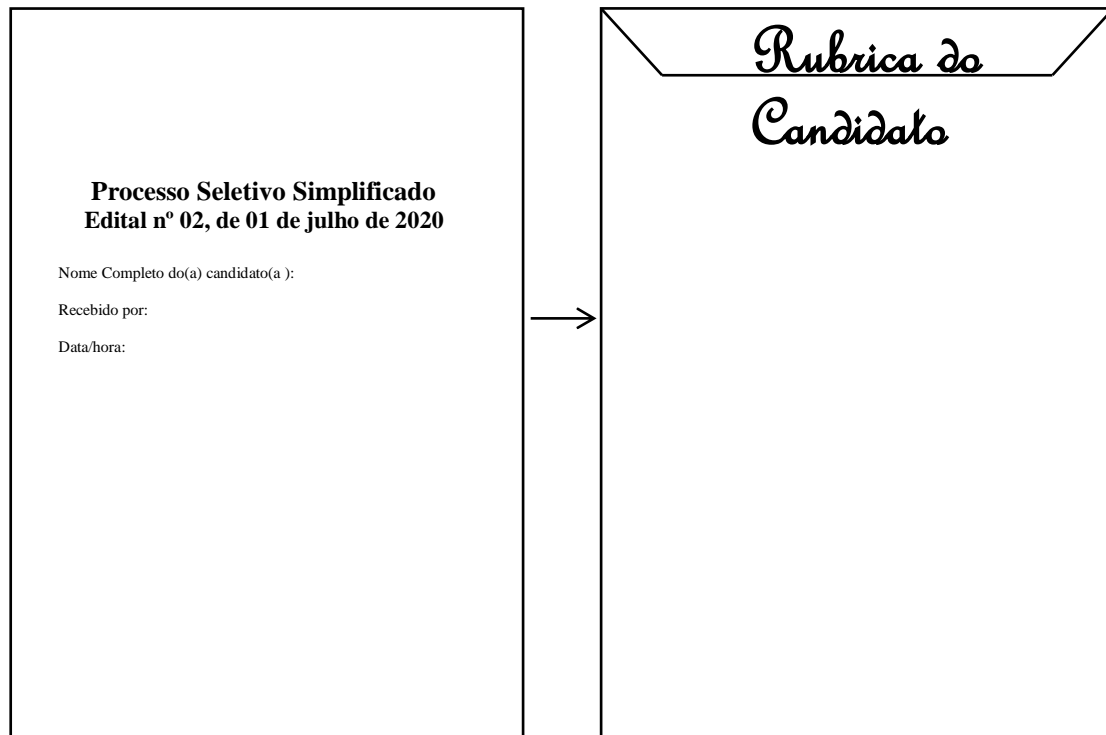 Processo Seletivo Simplificado
Edital nº 02, de 01 de julho de 2020
Nome Completo do(a) candidato(a ):
Recebido por:
Data/hora:
Rubrica do
Candidato